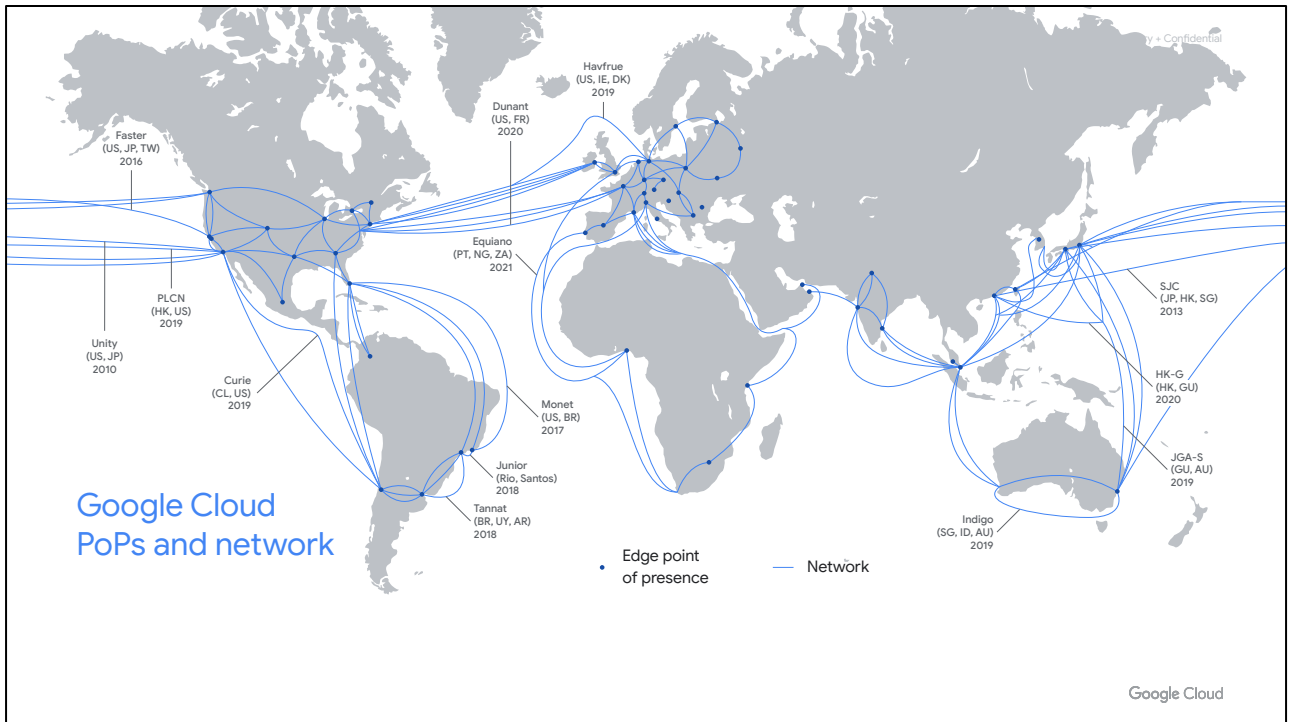 y + Confidential
Havfrue
(US, IE, DK)
2019
Dunant
(US, FR)
2020
Faster
(US, JP, TW)
2016
Equiano
(PT, NG, ZA)
2021
PLCN
(HK, US)
2019
Unity
(US, JP)
2010
Curie
(CL, US)
2019
Monet
(US, BR)
2017
Junior
(Rio, Santos)
2018
Tannat
(BR, UY, AR)
2018
SJC
(JP, HK, SG)
2013
HK-G
(HK, GU)
2020
JGA-S
(GU, AU)
2019
Indigo
(SG, ID, AU)
2019
Google Cloud
PoPs and network
Edge point
of presence
Network
Google Cloud